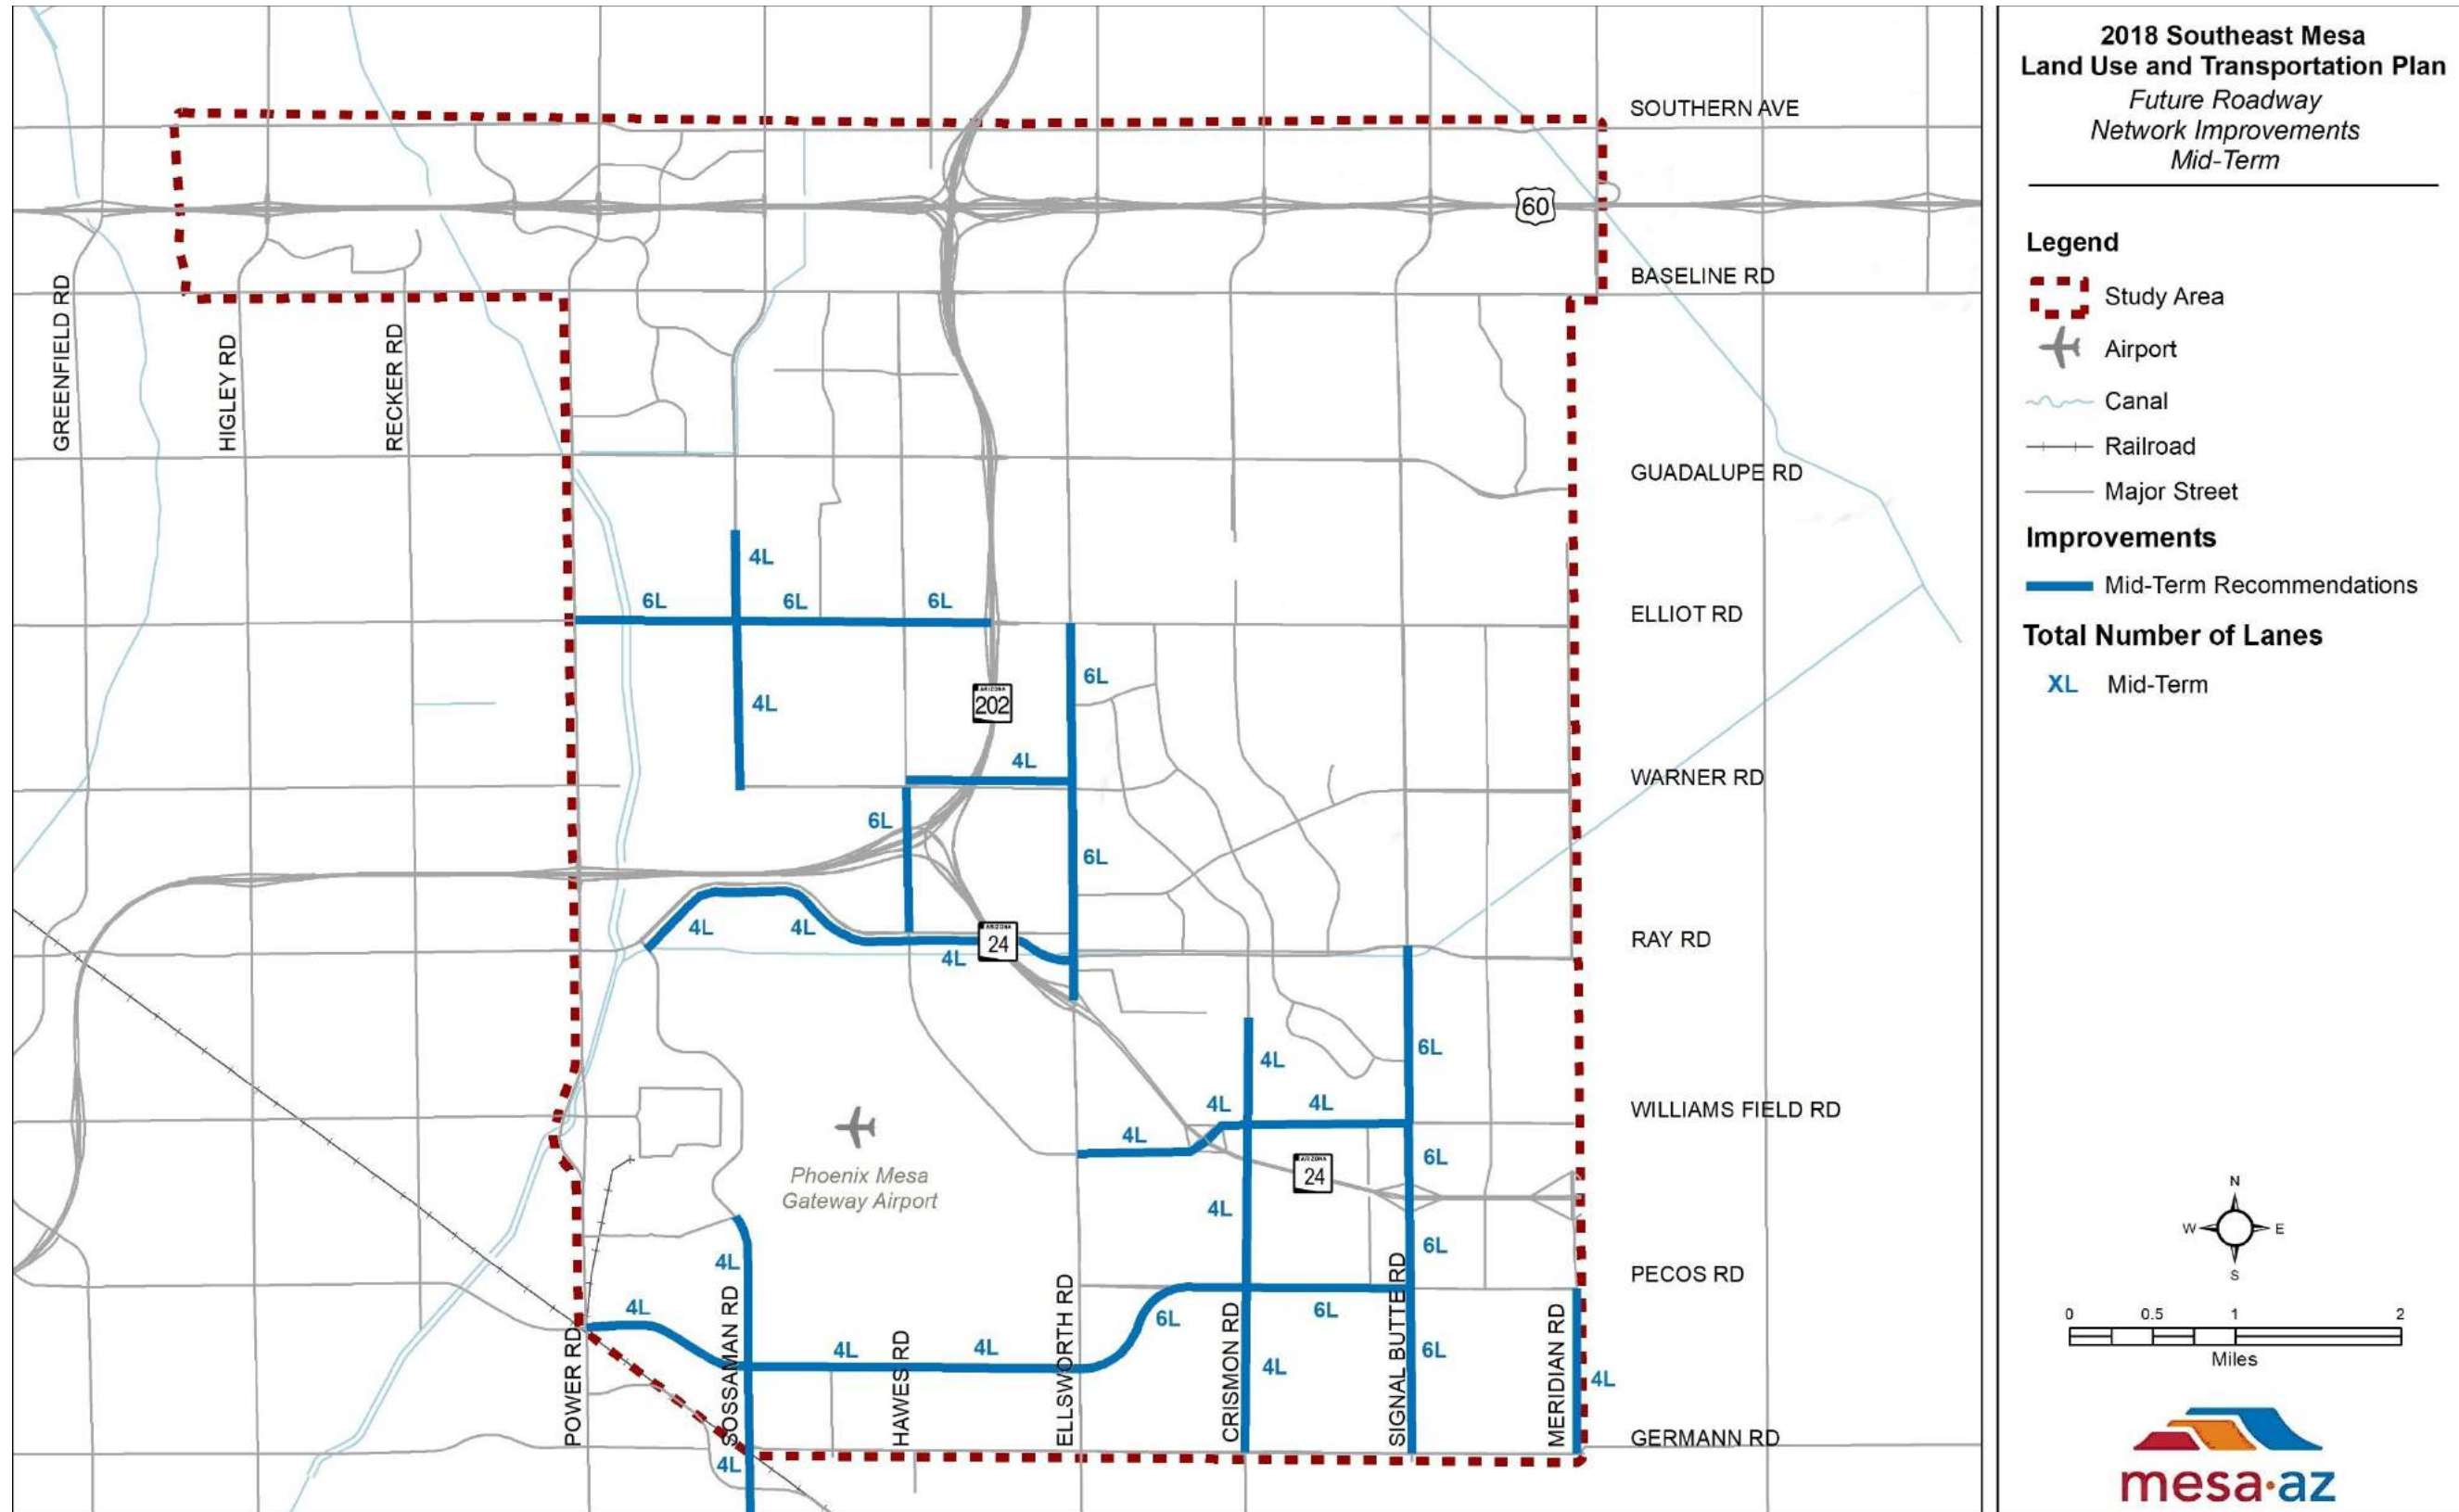 2018 Southeast Mesa
Land Use and Transportation Plan
Future Roadway
Network Improvements
Mid-Term
Legend
Study Area
Airport
Canal
Railroad
Major Street
Improvements
Mid-Term Recommendations
Total Number of Lanes
XL Mid-Term
N
W E
S
0 0.5 1 2
Miles
mesa·az
SOUTHERN AVE
60
BASELINE RD
GREENFIELD RD
HIGLEY RD
RECKER RD
GUADALUPE RD
4L
6L 6L 6L
ELLIOT RD
6L
4L
ARIZONA
202
4L
WARNER RD
6L
6L
4L 4L
ARIZONA
24
4L
RAY RD
6L
4L
4L 4L
WILLIAMS FIELD RD
4L
6L
Phoenix Mesa
Gateway Airport
ARIZONA
24
4L
6L
4L
PECOS RD
4L
6L 6L
4L 4L
6L
4L
4L
POWER RD
SOSSAMAN RD
HAWES RD
ELLSWORTH RD
CRISMON RD
SIGNAL BUTTE RD
MERIDIAN RD
GERMANN RD
4L